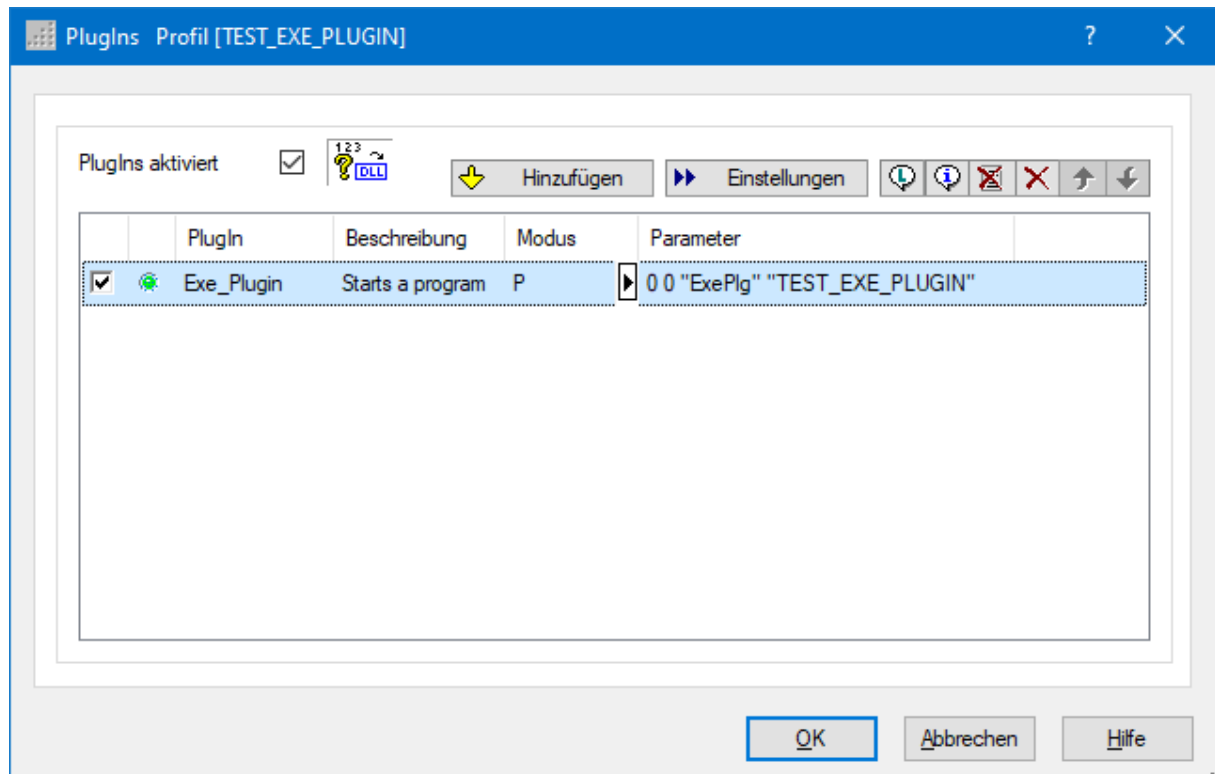 PlugIns Profil [TEST_EXE_PLUGIN] ?
PlugIns aktiviert 123 ? DLL Hinzufügen Einstellungen
PlugIn Beschreibung Modus Parameter
Exe_Plugin Starts a program P 0 0 "ExePlg" "TEST_EXE_PLUGIN"
OK Abbrechen Hilfe